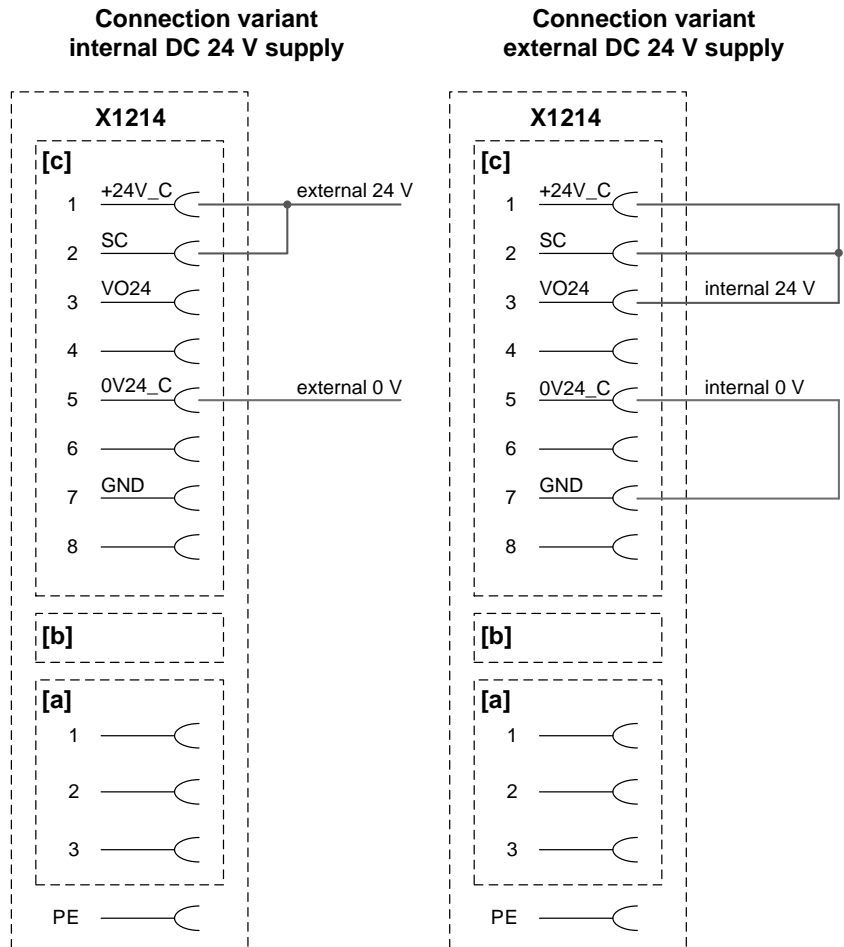 Connection variant
internal DC 24 V supply
X1214
[c]
1 +24V_C external 24 V
2 SC
3 VO24
4
5 0V24_C external 0 V
6
7 GND
8
[b]
[a]
1
2
3
PE
Connection variant
external DC 24 V supply
X1214
[c]
1 +24V_C
2 SC
3 VO24 internal 24 V
4
5 0V24_C internal 0 V
6
7 GND
8
[b]
[a]
1
2
3
PE